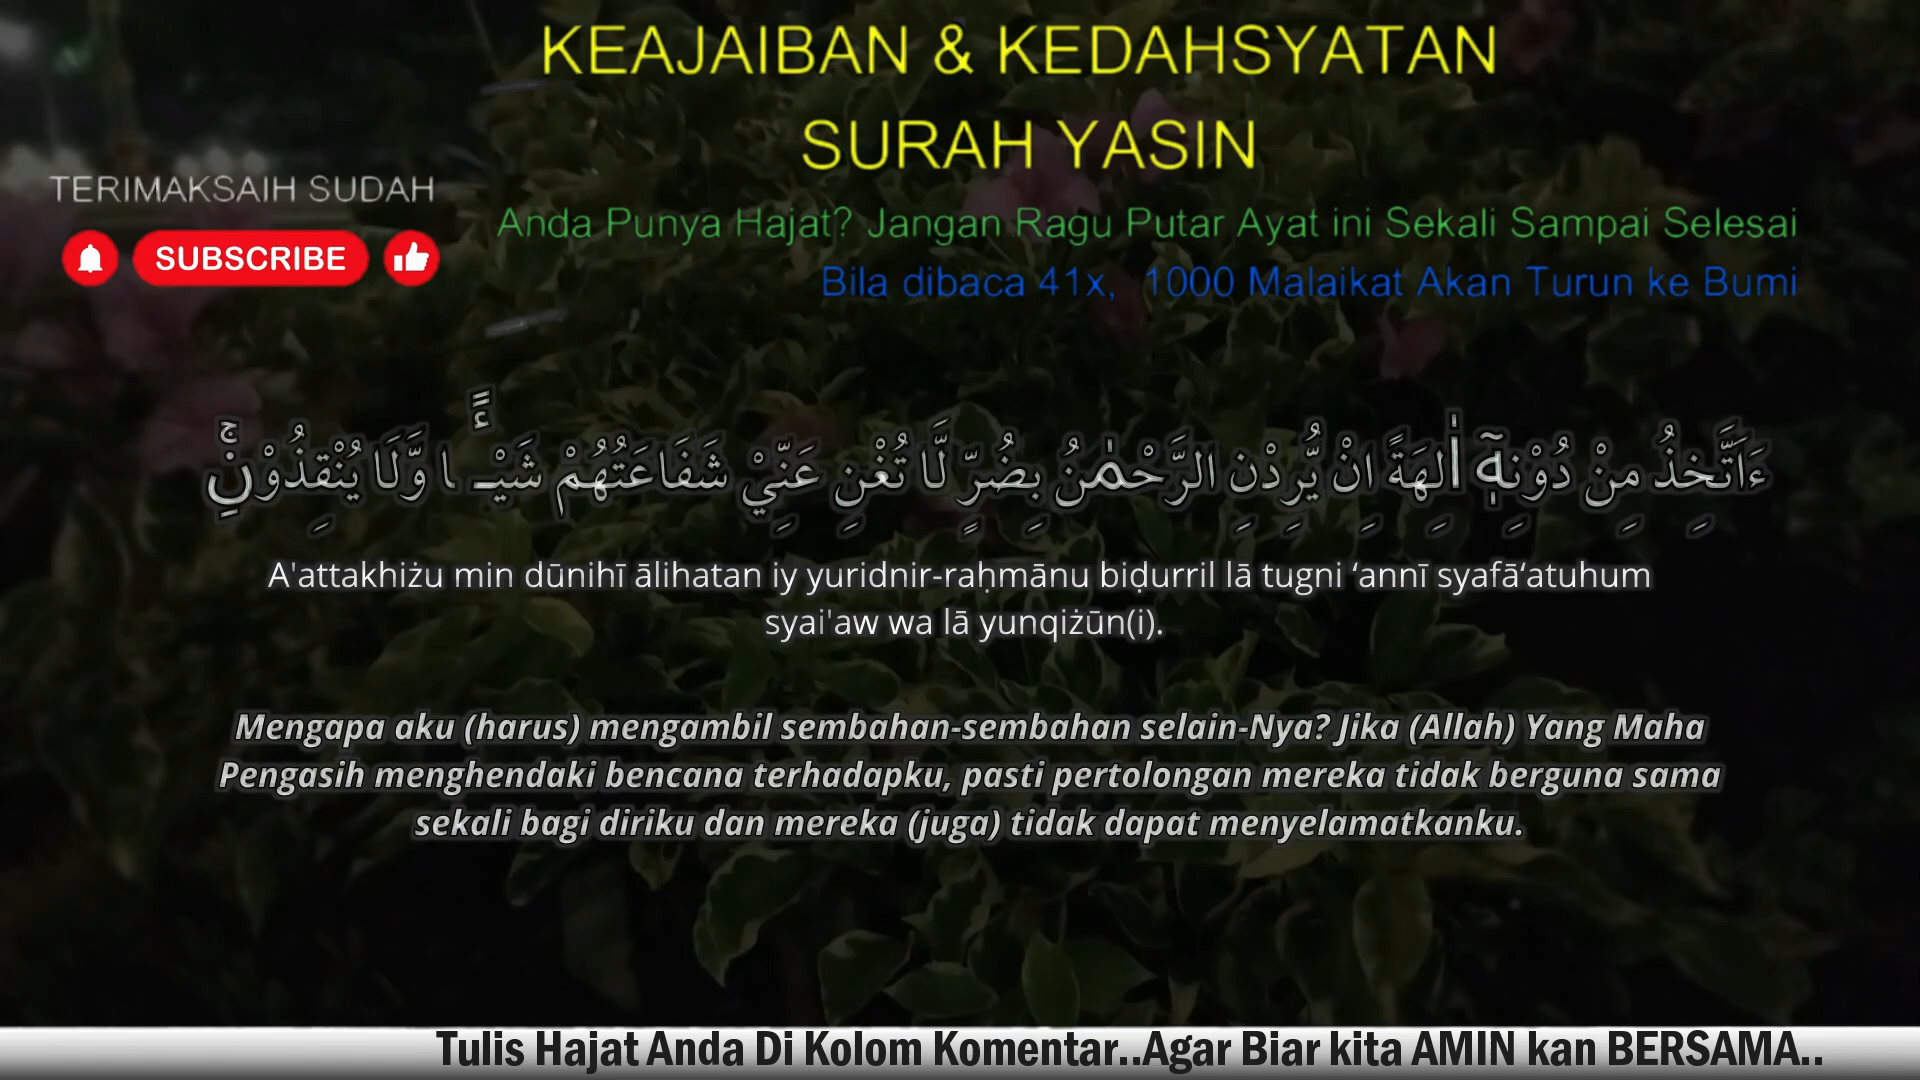 KEAJAIBAN & KEDAHSYATAN
SURAH YASIN
TERIMAKSAIH SUDAH
SUBSCRIBE
Anda Punya Hajat? Jangan Ragu Putar Ayat ini Sekali Sampai Selesai
Bila dibaca 41x, 1000 Malaikat Akan Turun ke Bumi
ءَاَتَّخِذُ مِنْ دُوْنِهٖٓ اٰلِهَةً اِنْ يُّرِدْنِ الرَّحْمٰنُ بِضُرٍّ لَّا تُغْنِ عَنِّيْ شَفَاعَتُهُمْ شَيْـًٔا وَّلَا يُنْقِذُوْنِۚ
A'attakhiżu min dūnihī ālihatan iy yuridnir-raḥmānu biḍurril lā tugni ‘annī syafā‘atuhum
syai'aw wa lā yunqiżūn(i).
Mengapa aku (harus) mengambil sembahan-sembahan selain-Nya? Jika (Allah) Yang Maha
Pengasih menghendaki bencana terhadapku, pasti pertolongan mereka tidak berguna sama
sekali bagi diriku dan mereka (juga) tidak dapat menyelamatkanku.
Tulis Hajat Anda Di Kolom Komentar..Agar Biar kita AMIN kan BERSAMA..